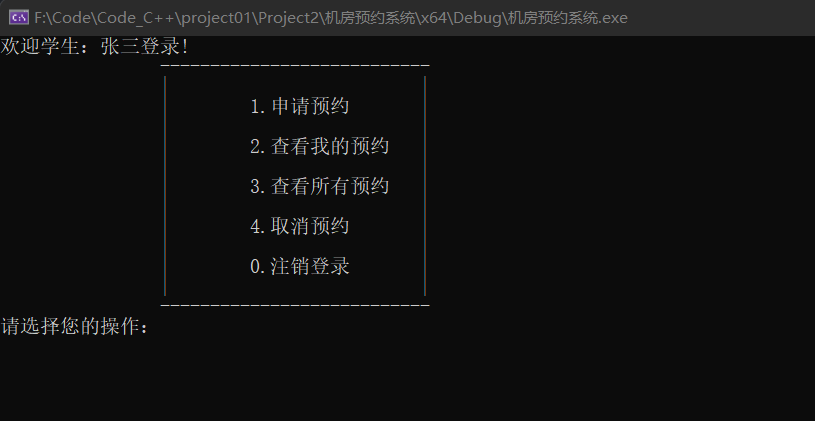 F:\Code\Code_C++\project01\Project2\机房预约系统\x64\Debug\机房预约系统.exe
欢迎学生：张三登录!
---------------------------
1.申请预约
2.查看我的预约
3.查看所有预约
4.取消预约
0.注销登录
---------------------------
请选择您的操作：